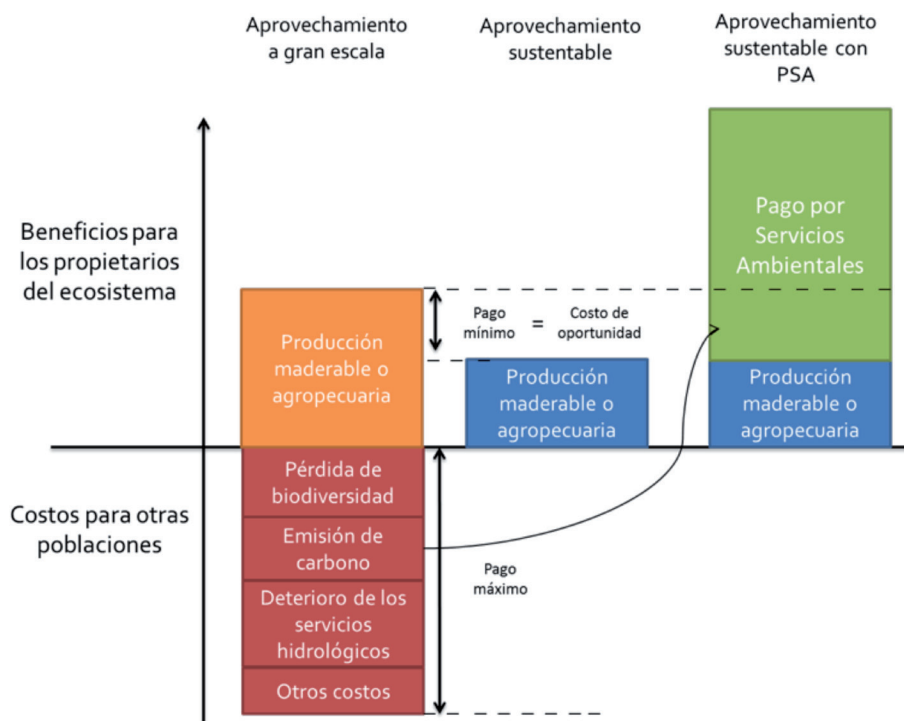 Aprovechamiento
a gran escala
Aprovechamiento
sustentable
Aprovechamiento
sustentable con
PSA
Beneficios para
los propietarios
del ecosistema
Pago por
Servicios
Ambientales
Pago
mínimo
=
Costo de
oportunidad
Producción
maderable o
agropecuaria
Producción
maderable o
agropecuaria
Producción
maderable o
agropecuaria
Costos para otras
poblaciones
Pérdida de
biodiversidad
Emisión de
carbono
Deterioro de los
servicios
hidrológicos
Otros costos
Pago
máximo